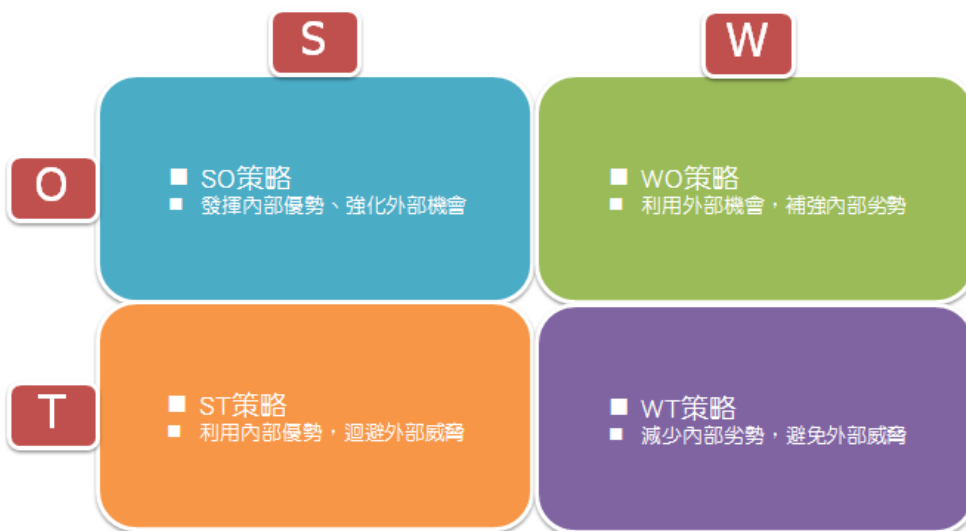 S
W
O
■ SO策略
■ 發揮內部優勢、強化外部機會
■ WO策略
■ 利用外部機會，補強內部劣勢
T
■ ST策略
■ 利用內部優勢，迴避外部威脅
■ WT策略
■ 減少內部劣勢，避免外部威脅